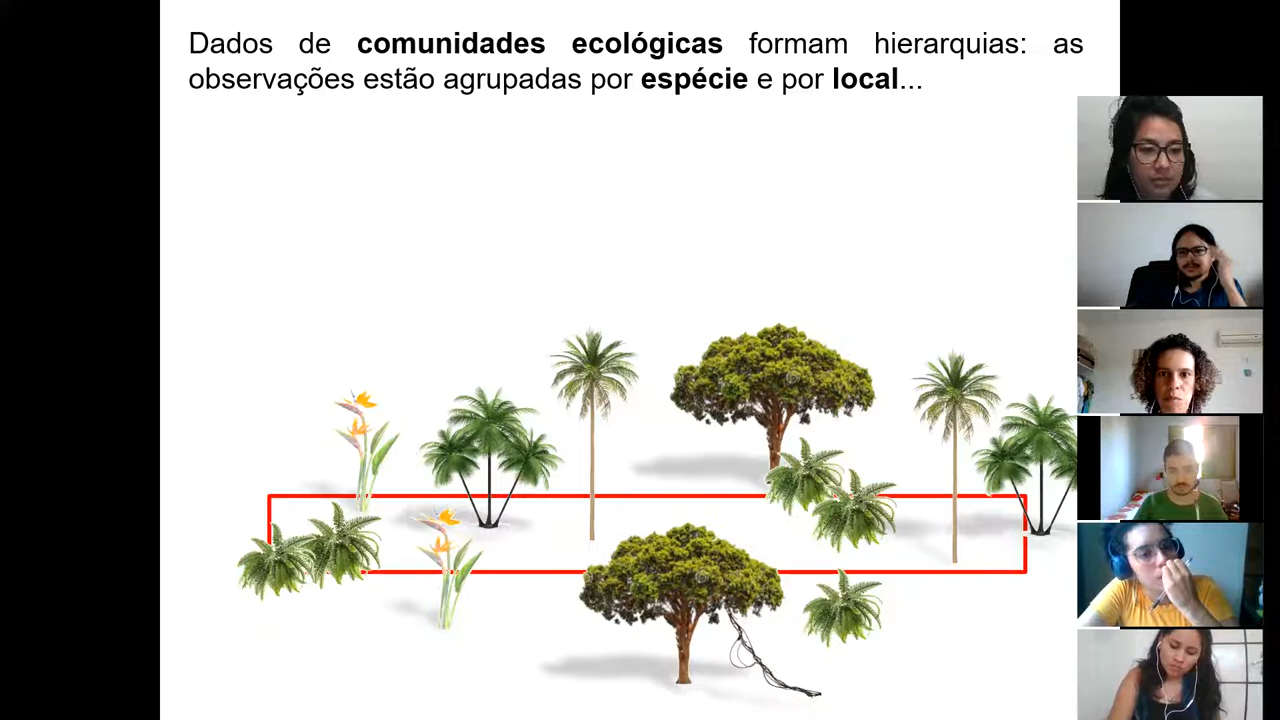 Dados de comunidades ecológicas formam hierarquias: as
observações estão agrupadas por espécie e por local...